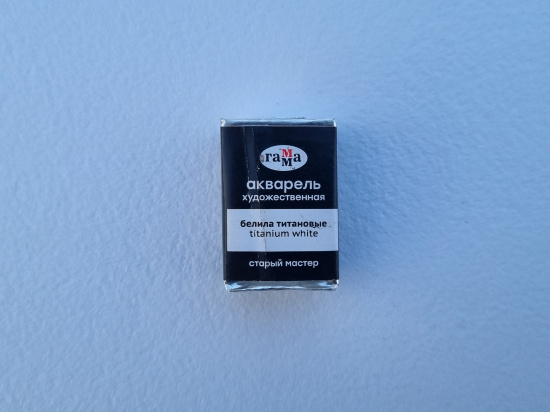 гамма
акварель
художественная
белила титановые
titanium white
старый мастер